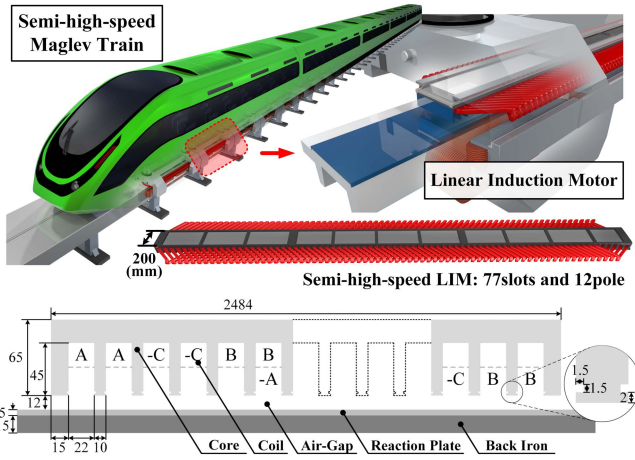 Semi-high-speed
Maglev Train
Linear Induction Motor
200
(mm)
Semi-high-speed LIM: 77slots and 12pole
2484
65
45
12
5
15
A A -C -C B B
-A
-C B B
1.5
1.5
2
15 22 10
Core Coil Air-Gap Reaction Plate Back Iron